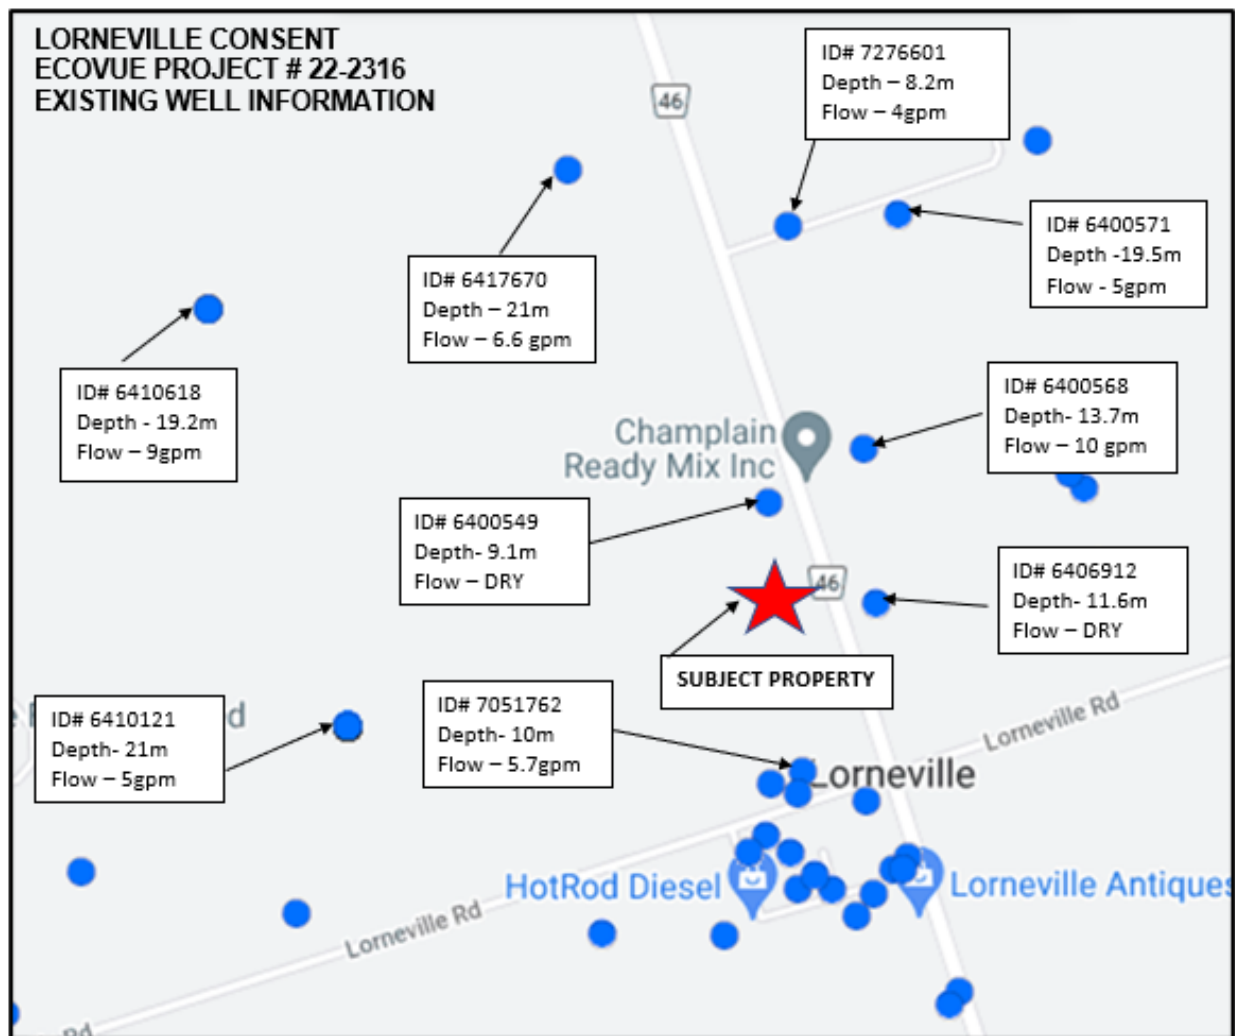 LORNEVILLE CONSENT
ECOVUE PROJECT # 22-2316
EXISTING WELL INFORMATION
46
ID# 7276601
Depth – 8.2m
Flow – 4gpm
ID# 6400571
Depth -19.5m
Flow - 5gpm
ID# 6417670
Depth – 21m
Flow – 6.6 gpm
ID# 6410618
Depth - 19.2m
Flow – 9gpm
ID# 6400568
Depth- 13.7m
Flow – 10 gpm
Champlain
Ready Mix Inc
ID# 6400549
Depth- 9.1m
Flow – DRY
46
ID# 6406912
Depth- 11.6m
Flow – DRY
SUBJECT PROPERTY
ID# 6410121
Depth- 21m
Flow – 5gpm
ID# 7051762
Depth- 10m
Flow – 5.7gpm
Lorneville Rd
Lorneville
HotRod Diesel
Lorneville Antiques
Lorneville Rd
Rd